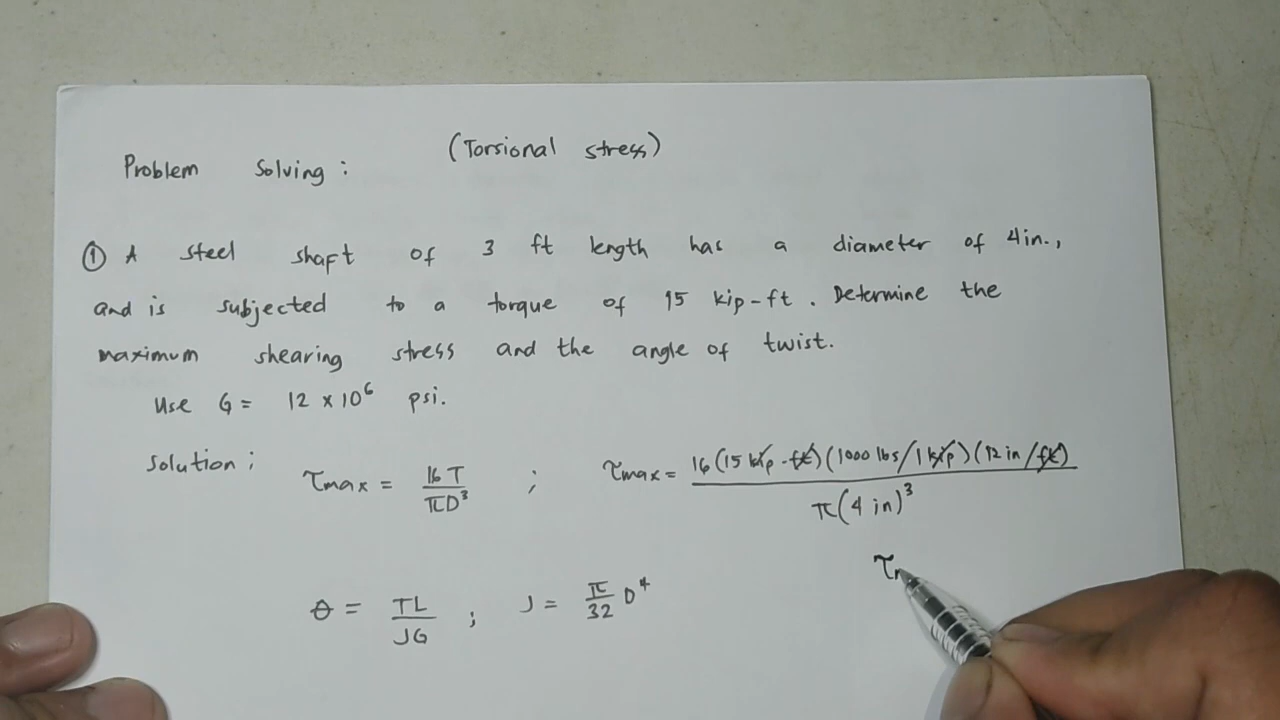 (Torsional stress)
Problem Solving :
① A steel shaft of 3 ft length has a diameter of 4in.,
and is subjected to a torque of 15 kip-ft. Determine the
maximum shearing stress and the angle of twist.
Use G = 12 x 10⁶ psi.
Solution ;
τmax = 16T / πD³ ; τmax = 16(15 kip-ft)(1000 lbs/1 kip)(12 in/ft) / π(4 in)³
τm
θ = TL / JG ; J = π/32 D⁴